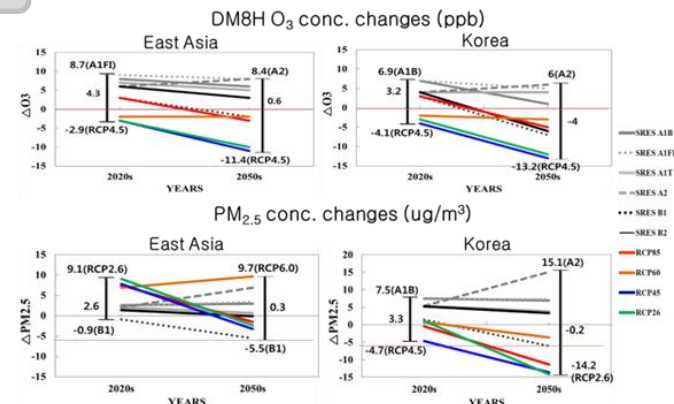 DM8H O₃ conc. changes (ppb)
East Asia
Korea
△O3
15
10
5
0
-5
-10
-15
8.7(A1FI)
4.3
-2.9(RCP4.5)
8.4(A2)
0.6
-11.4(RCP4.5)
2020s
2050s
YEARS
△O3
15
10
5
0
-5
-10
-15
6.9(A1B)
3.2
-4.1(RCP4.5)
6(A2)
-4
-13.2(RCP4.5)
2020s
2050s
YEARS
PM₂.₅ conc. changes (ug/m³)
East Asia
Korea
△PM2.5
15
10
5
0
-5
-10
-15
9.1(RCP2.6)
2.6
-0.9(B1)
9.7(RCP6.0)
0.3
-5.5(B1)
2020s
2050s
YEARS
△PM2.5
20
15
10
5
0
-5
-10
-15
7.5(A1B)
3.3
-4.7(RCP4.5)
15.1(A2)
-0.2
-14.2
(RCP2.6)
2020s
2050s
YEARS
SRES A1B
SRES A1FI
SRES A1T
SRES A2
SRES B1
SRES B2
RCP85
RCP60
RCP45
RCP26